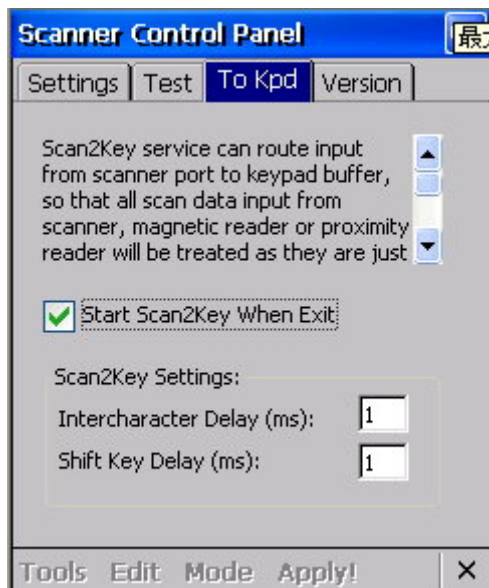 Scanner Control Panel
最
Settings Test To Kpd Version
Scan2Key service can route input
from scanner port to keypad buffer,
so that all scan data input from
scanner, magnetic reader or proximity
reader will be treated as they are just
Start Scan2Key When Exit
Scan2Key Settings:
Intercharacter Delay (ms): 1
Shift Key Delay (ms): 1
Tools Edit Mode Apply!